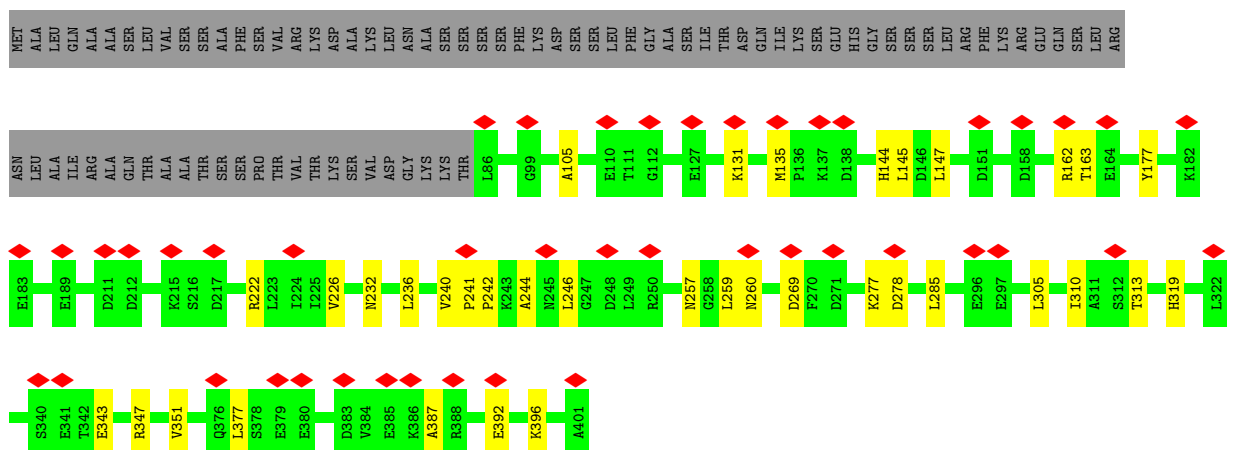 MET ALA LEU GLN ALA ALA SER LEU VAL SER SER ALA PHE SER VAL ARG LYS ASP ALA LYS LEU ASN ALA SER SER SER SER PHE LYS ASP SER SER LEU PHE GLY ALA SER ILE THR ASP GLN ILE LYS SER GLU HIS GLY SER SER SER LEU ARG PHE LYS ARG GLU GLN SER LEU ARG
ASN LEU ALA ILE ARG ALA GLN THR ALA ALA THR SER SER PRO THR VAL THR LYS SER VAL ASP GLY LYS LYS THR L86 G99 A105 E110 T111 G112 E127 K131 M135 P136 K137 D138 H144 L145 D146 L147 D151 D158 R162 T163 E164 Y177 K182
E183 E189 D211 D212 K215 S216 D217 R222 L223 I224 I225 V226 N232 L236 V240 P241 P242 K243 A244 N245 L246 G247 D248 L249 R250 N257 G258 L259 N260 D269 F270 D271 K277 D278 L285 E296 E297 L305 I310 A311 S312 T313 H319 L322
S340 E341 T342 E343 R347 V351 Q376 L377 S378 E379 E380 D383 V384 E385 K386 A387 R388 E392 K396 A401